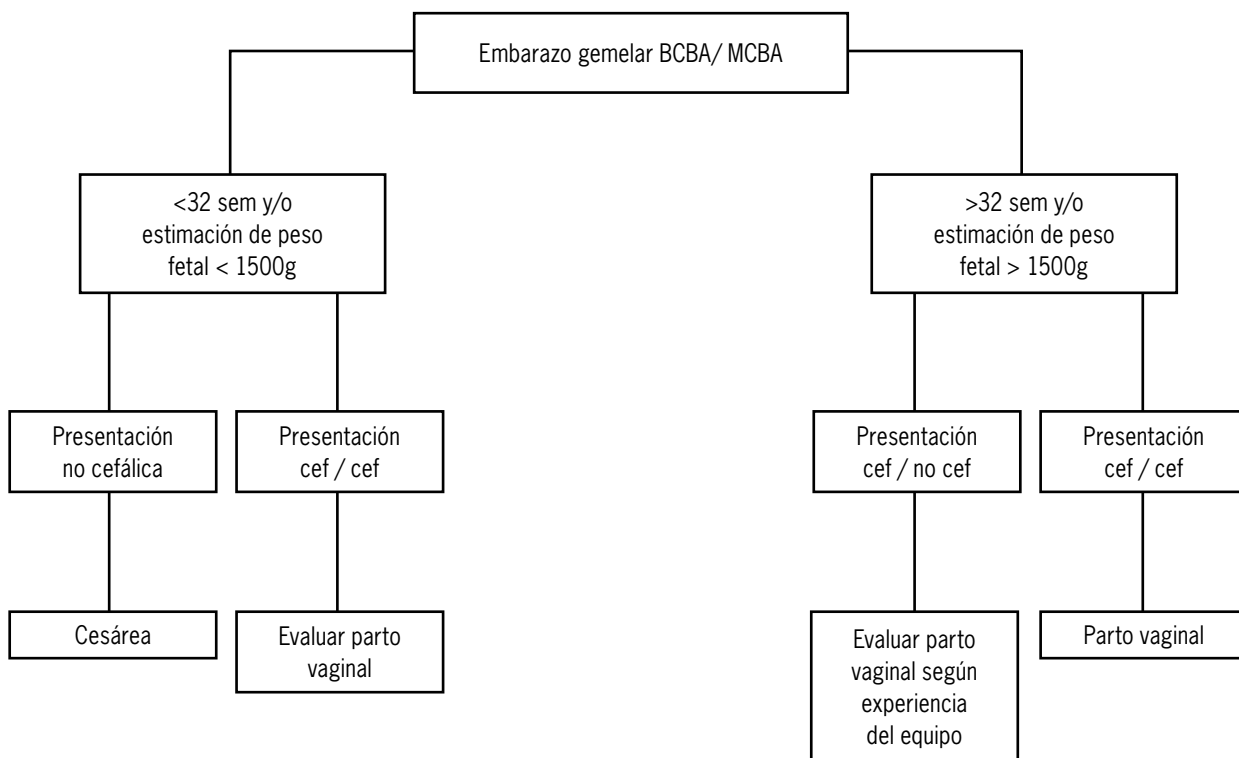 Embarazo gemelar BCBA/ MCBA
<32 sem y/o
estimación de peso
fetal < 1500g
>32 sem y/o
estimación de peso
fetal > 1500g
Presentación
no cefálica
Presentación
cef / cef
Presentación
cef / no cef
Presentación
cef / cef
Cesárea
Evaluar parto
vaginal
Evaluar parto
vaginal según
experiencia
del equipo
Parto vaginal